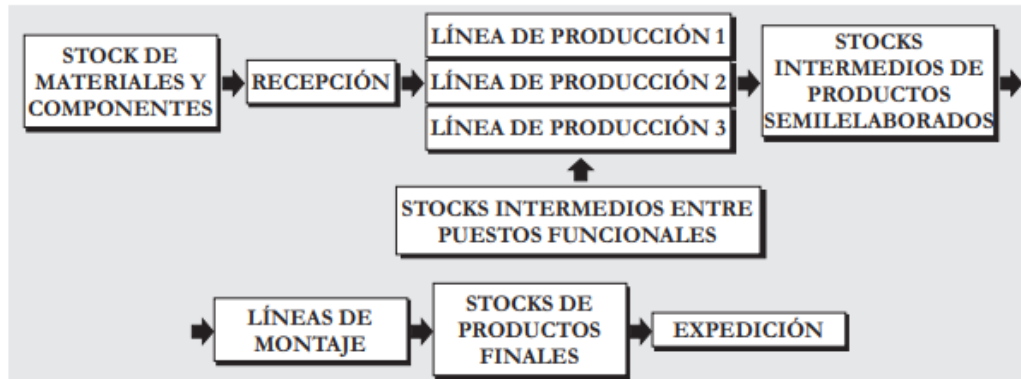 STOCK DE
MATERIALES Y
COMPONENTES
RECEPCIÓN
LÍNEA DE PRODUCCIÓN 1
LÍNEA DE PRODUCCIÓN 2
LÍNEA DE PRODUCCIÓN 3
STOCKS
INTERMEDIOS DE
PRODUCTOS
SEMILELABORADOS
STOCKS INTERMEDIOS ENTRE
PUESTOS FUNCIONALES
LÍNEAS DE
MONTAJE
STOCKS DE
PRODUCTOS
FINALES
EXPEDICIÓN